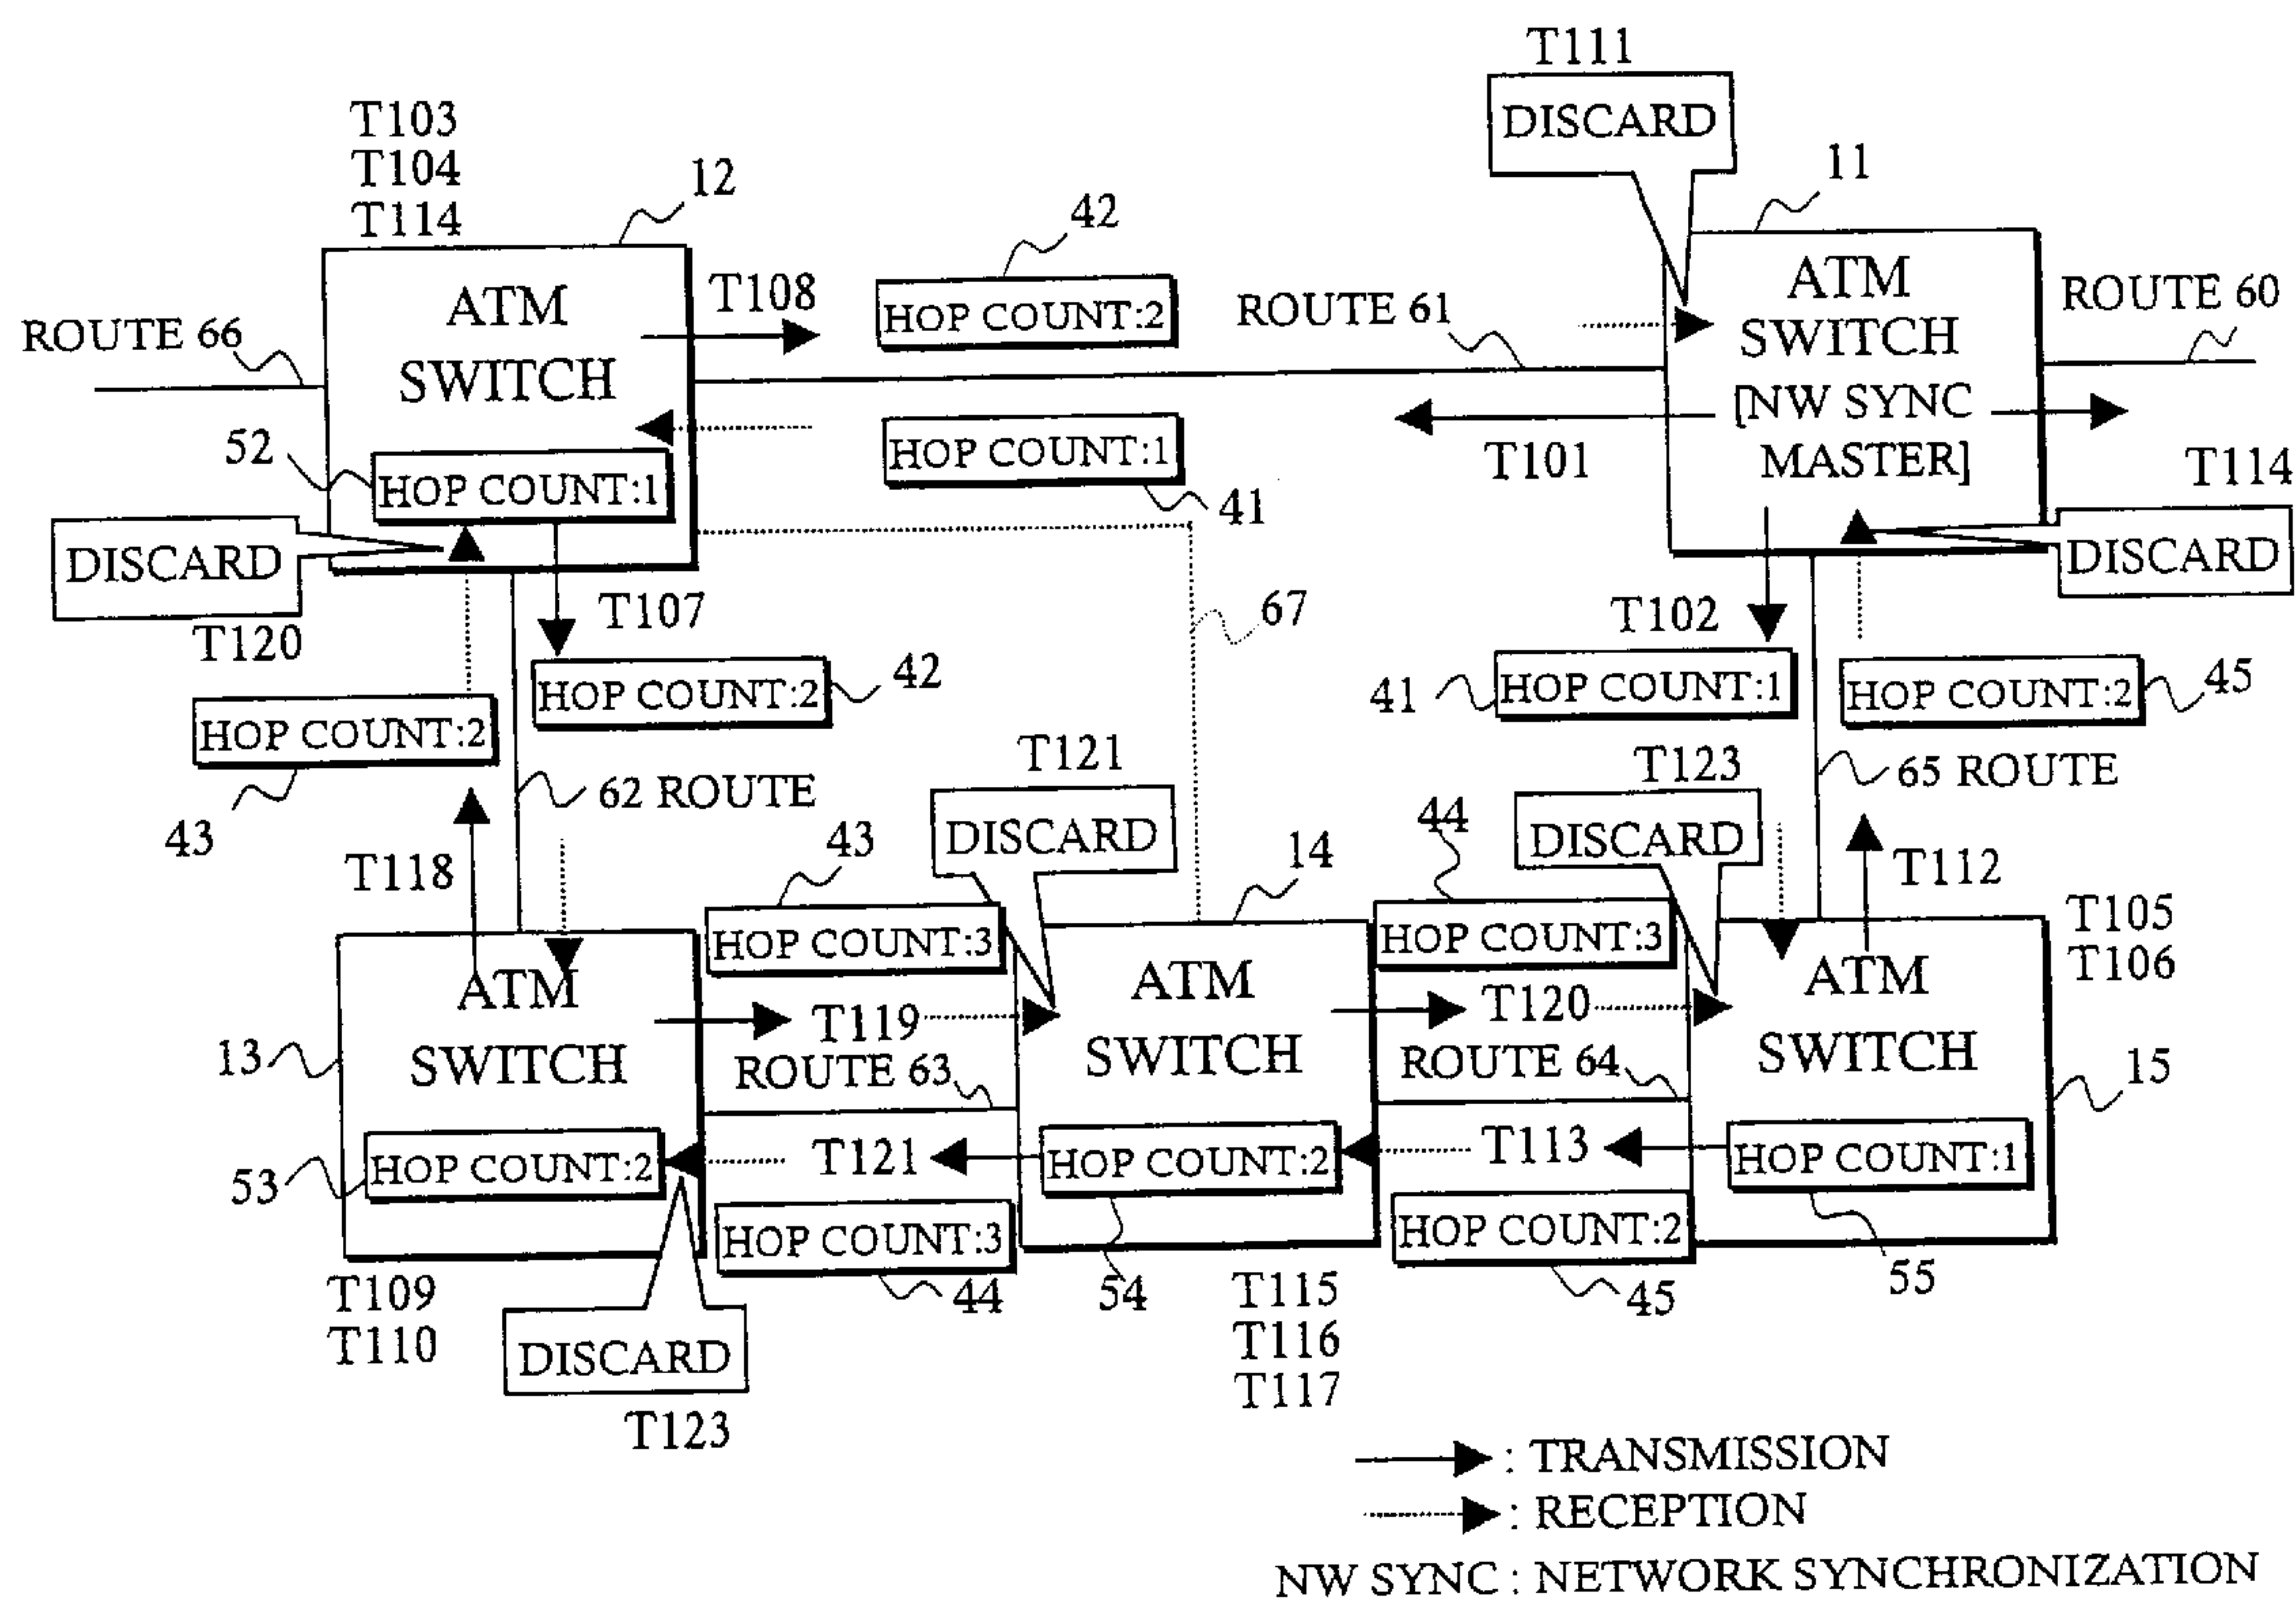 T111
DISCARD
T103
T104
T114
12
11
42
ATM
SWITCH
T108
HOP COUNT:2
ROUTE 66
ROUTE 61
ATM
SWITCH
[NW SYNC
MASTER]
ROUTE 60
52
HOP COUNT:1
HOP COUNT:1
41
T101
T114
DISCARD
T120
DISCARD
T107
67
T102
HOP COUNT:2
42
41
HOP COUNT:1
HOP COUNT:2
45
HOP COUNT:2
43
T121
T123
62 ROUTE
65 ROUTE
T118
43
DISCARD
14
44
DISCARD
T112
T105
T106
HOP COUNT:3
HOP COUNT:3
ATM
SWITCH
13
T119
ROUTE 63
ATM
SWITCH
T120
ROUTE 64
ATM
SWITCH
15
53
HOP COUNT:2
T121
HOP COUNT:2
T113
HOP COUNT:1
HOP COUNT:3
44
54
HOP COUNT:2
45
55
T109
T110
DISCARD
T123
T115
T116
T117
: TRANSMISSION
: RECEPTION
NW SYNC : NETWORK SYNCHRONIZATION